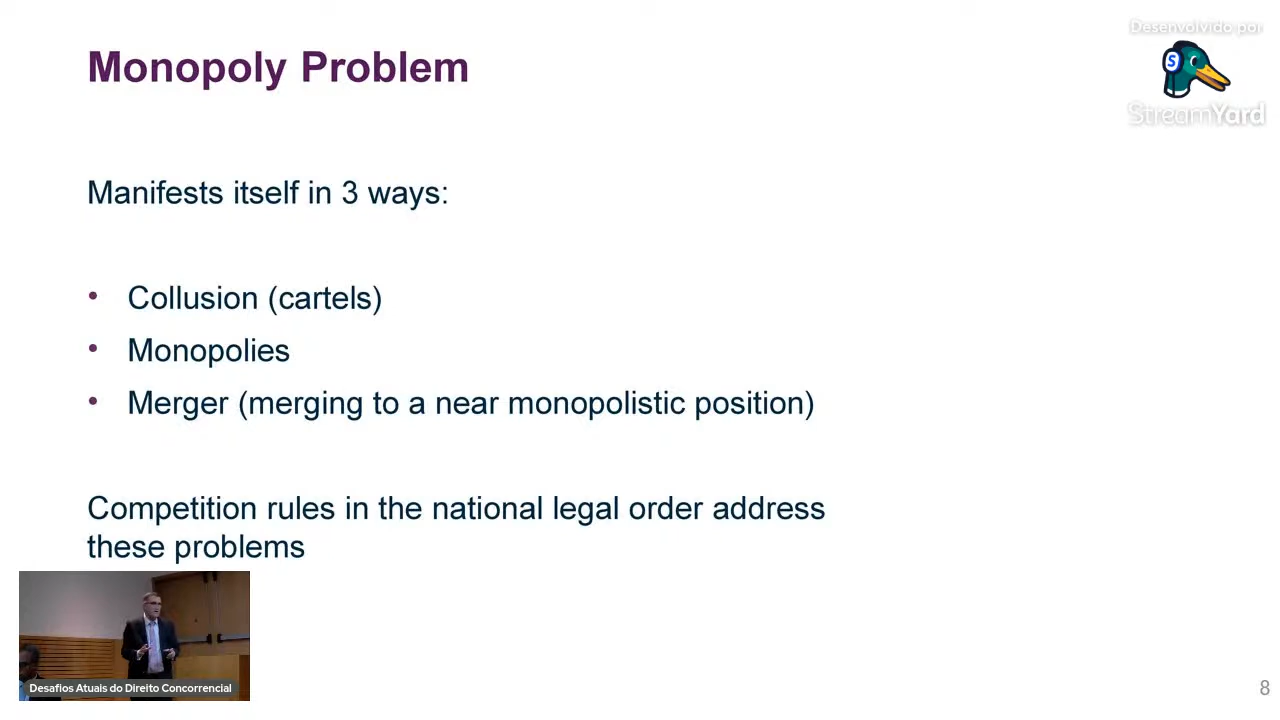 Desenvolvido por
Monopoly Problem
S
StreamYard
Manifests itself in 3 ways:
• Collusion (cartels)
• Monopolies
• Merger (merging to a near monopolistic position)
Competition rules in the national legal order address
these problems
Desafios Atuais do Direito Concorrencial
8